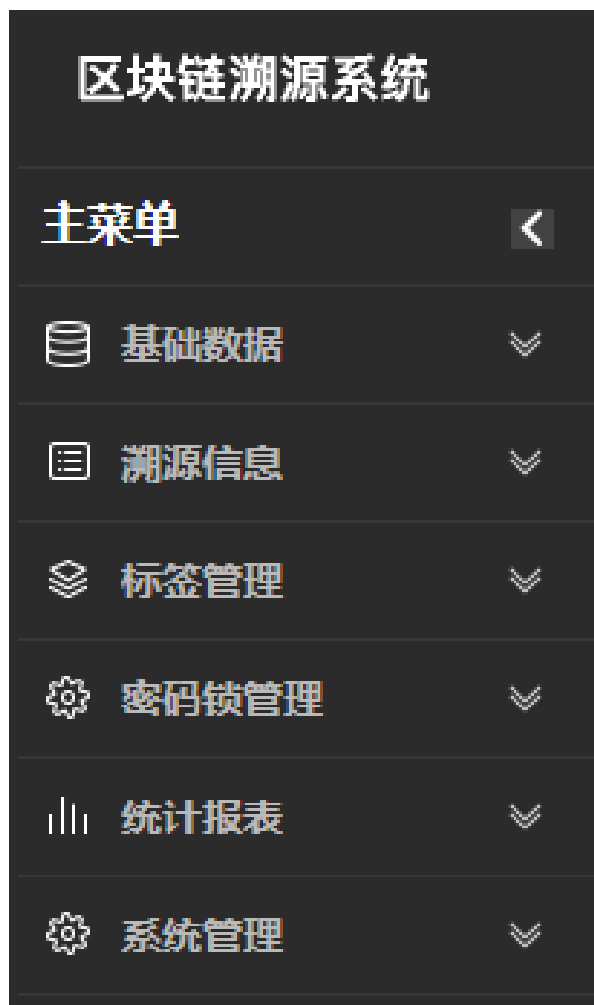 区块链溯源系统
主菜单
基础数据
溯源信息
标签管理
密码锁管理
统计报表
系统管理